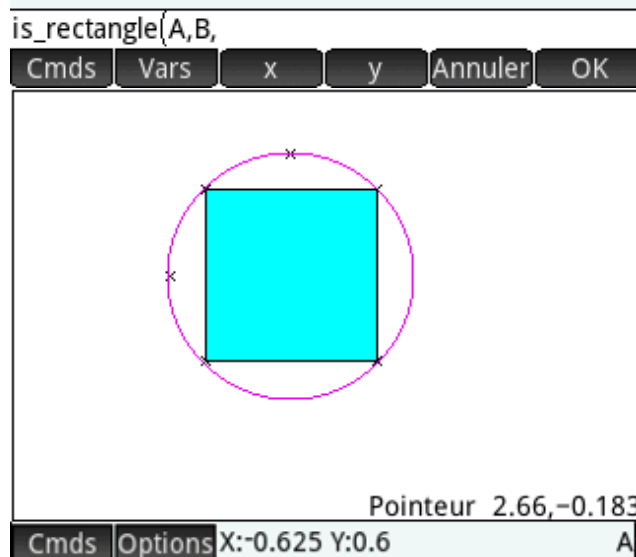 is_rectangle(A,B,
Cmds Vars x y Annuler OK
Pointeur 2.66,−0.183
Cmds Options X:-0.625 Y:0.6 A